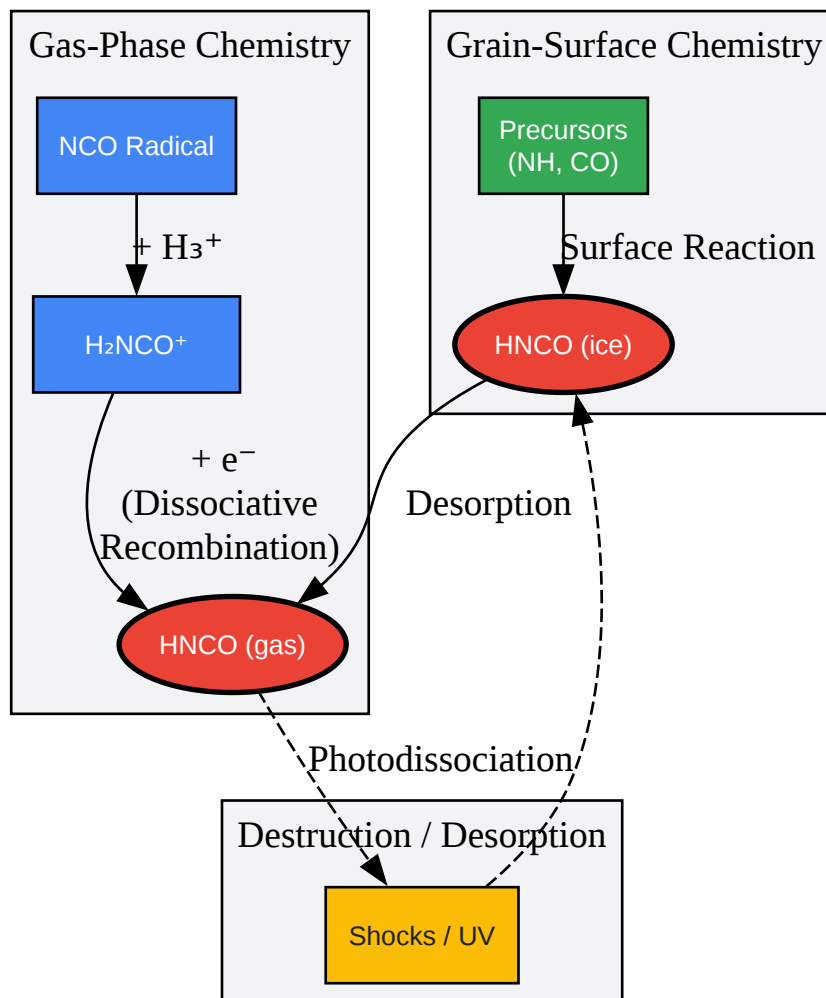 Gas-Phase Chemistry
NCO Radical
+ H₃⁺
H₂NCO⁺
+ e⁻
(Dissociative
Recombination)
HNCO (gas)
Grain-Surface Chemistry
Precursors
(NH, CO)
Surface Reaction
HNCO (ice)
Desorption
Photodissociation
Destruction / Desorption
Shocks / UV